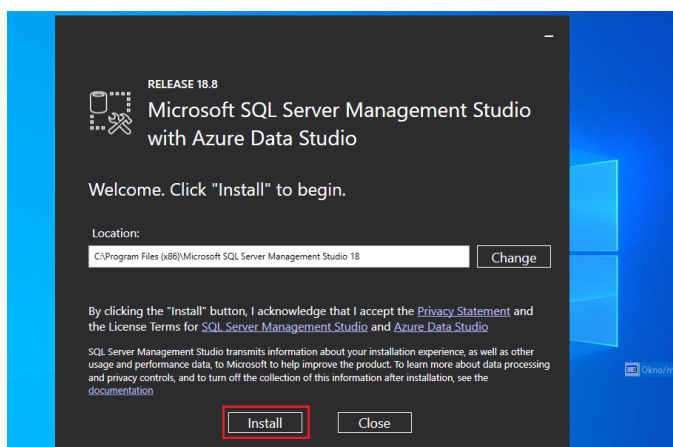 RELEASE 18.8
Microsoft SQL Server Management Studio
with Azure Data Studio
Welcome. Click "Install" to begin.
Location:
C:\Program Files (x86)\Microsoft SQL Server Management Studio 18
Change
By clicking the "Install" button, I acknowledge that I accept the Privacy Statement and
the License Terms for SQL Server Management Studio and Azure Data Studio
SQL Server Management Studio transmits information about your installation experience, as well as other
usage and performance data, to Microsoft to help improve the product. To learn more about data processing
and privacy controls, and to turn off the collection of this information after installation, see the
documentation
Okno/m
Install
Close